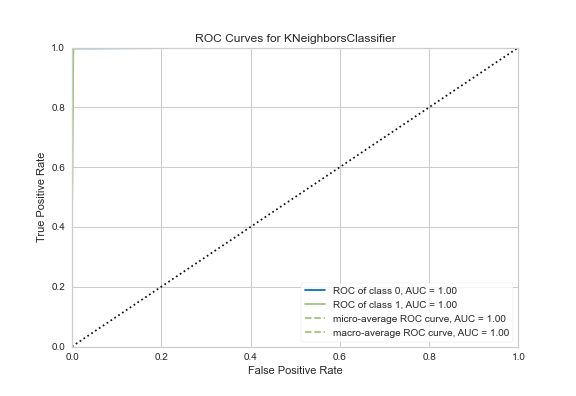 ROC Curves for KNeighborsClassifier
1.0
0.8
0.6
0.4
0.2
0.0
True Positive Rate
ROC of class 0, AUC = 1.00
ROC of class 1, AUC = 1.00
micro-average ROC curve, AUC = 1.00
macro-average ROC curve, AUC = 1.00
0.0 0.2 0.4 0.6 0.8 1.0
False Positive Rate